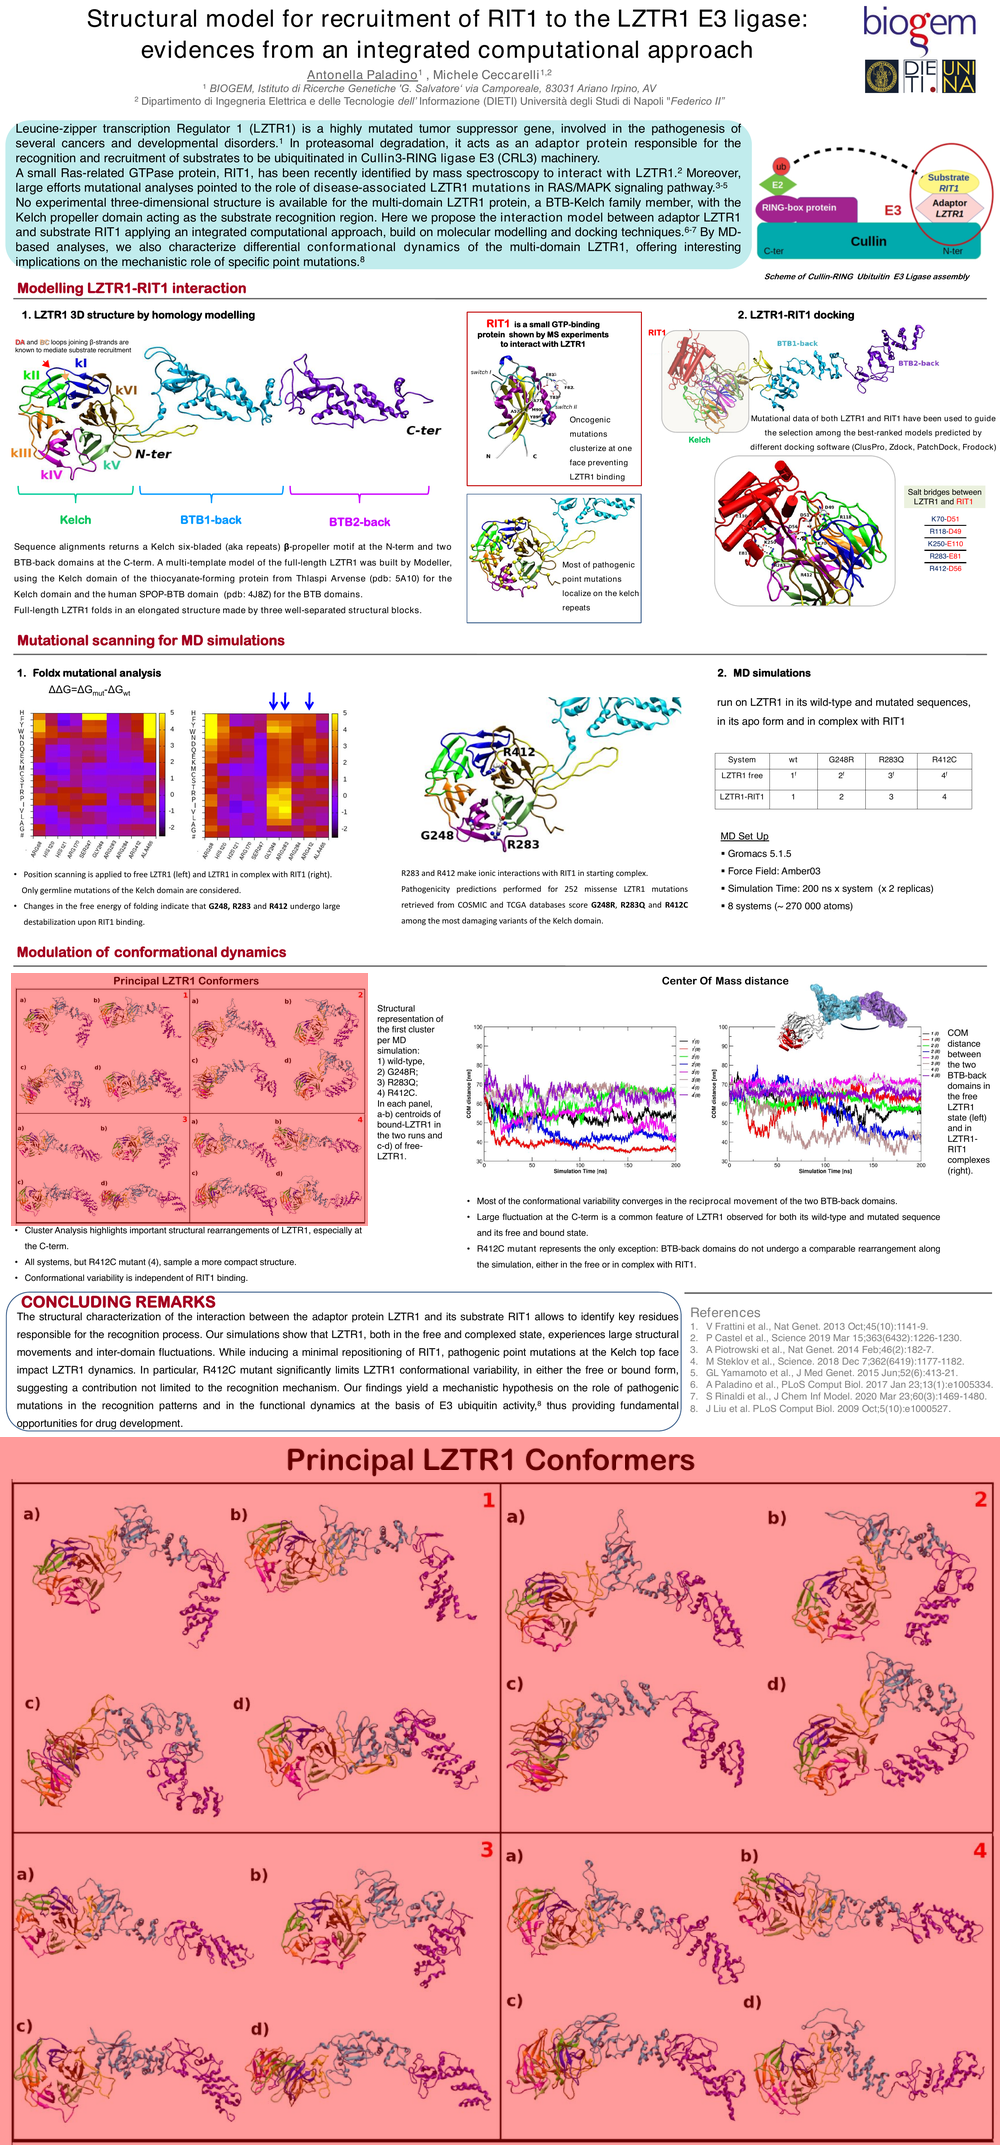 Structural model for recruitment of RIT1 to the LZTR1 E3 ligase:
evidences from an integrated computational approach
Antonella Paladino1 , Michele Ceccarelli1,2
1 BIOGEM, Istituto di Ricerche Genetiche 'G. Salvatore' via Camporeale, 83031 Ariano Irpino, AV
2 Dipartimento di Ingegneria Elettrica e delle Tecnologie dell' Informazione (DIETI) Università degli Studi di Napoli "Federico II"
biogem
DIE
TI.
UNI
NA
Leucine-zipper transcription Regulator 1 (LZTR1) is a highly mutated tumor suppressor gene, involved in the pathogenesis of
several cancers and developmental disorders.1 In proteasomal degradation, it acts as an adaptor protein responsible for the
recognition and recruitment of substrates to be ubiquitinated in Cullin3-RING ligase E3 (CRL3) machinery.
A small Ras-related GTPase protein, RIT1, has been recently identified by mass spectroscopy to interact with LZTR1.2 Moreover,
large efforts mutational analyses pointed to the role of disease-associated LZTR1 mutations in RAS/MAPK signaling pathway.3-5
No experimental three-dimensional structure is available for the multi-domain LZTR1 protein, a BTB-Kelch family member, with the
Kelch propeller domain acting as the substrate recognition region. Here we propose the interaction model between adaptor LZTR1
and substrate RIT1 applying an integrated computational approach, build on molecular modelling and docking techniques.6-7 By MD-
based analyses, we also characterize differential conformational dynamics of the multi-domain LZTR1, offering interesting
implications on the mechanistic role of specific point mutations.8
ub
E2
RING-box protein
E3
Substrate
RIT1
Adaptor
LZTR1
Cullin
C-ter
N-ter
Scheme of Cullin-RING Ubituitin E3 Ligase assembly
Modelling LZTR1-RIT1 interaction
1. LZTR1 3D structure by homology modelling
DA and BC loops joining β-strands are
known to mediate substrate recruitment
kI
kII
kVI
kIII
kIV
kV
N-ter
C-ter
Kelch
BTB1-back
BTB2-back
Sequence alignments returns a Kelch six-bladed (aka repeats) β-propeller motif at the N-term and two
BTB-back domains at the C-term. A multi-template model of the full-length LZTR1 was built by Modeller,
using the Kelch domain of the thiocyanate-forming protein from Thlaspi Arvense (pdb: 5A10) for the
Kelch domain and the human SPOP-BTB domain (pdb: 4J8Z) for the BTB domains.
Full-length LZTR1 folds in an elongated structure made by three well-separated structural blocks.
RIT1 is a small GTP-binding
protein shown by MS experiments
to interact with LZTR1
switch I
switch II
N
C
Oncogenic
mutations
clusterize at one
face preventing
LZTR1 binding
Most of pathogenic
point mutations
localize on the kelch
repeats
2. LZTR1-RIT1 docking
RIT1
BTB1-back
BTB2-back
Kelch
Mutational data of both LZTR1 and RIT1 have been used to guide
the selection among the best-ranked models predicted by
different docking software (ClusPro, Zdock, PatchDock, Frodock)
Salt bridges between
LZTR1 and RIT1
K70-D51
R118-D49
K250-E110
R283-E81
R412-D56
Mutational scanning for MD simulations
1. Foldx mutational analysis
ΔΔG=ΔGmut-ΔGwt
• Position scanning is applied to free LZTR1 (left) and LZTR1 in complex with RIT1 (right).
Only germline mutations of the Kelch domain are considered.
• Changes in the free energy of folding indicate that G248, R283 and R412 undergo large
destabilization upon RIT1 binding.
R412
G248
R283
R283 and R412 make ionic interactions with RIT1 in starting complex.
Pathogenicity predictions performed for 252 missense LZTR1 mutations
retrieved from COSMIC and TCGA databases score G248R, R283Q and R412C
among the most damaging variants of the Kelch domain.
2. MD simulations
run on LZTR1 in its wild-type and mutated sequences,
in its apo form and in complex with RIT1
System wt G248R R283Q R412C
LZTR1 free 1f 2f 3f 4f
LZTR1-RIT1 1 2 3 4
MD Set Up
▪ Gromacs 5.1.5
▪ Force Field: Amber03
▪ Simulation Time: 200 ns x system (x 2 replicas)
▪ 8 systems (~ 270 000 atoms)
Modulation of conformational dynamics
Principal LZTR1 Conformers
1
2
3
4
Structural
representation of
the first cluster
per MD
simulation:
1) wild-type,
2) G248R;
3) R283Q;
4) R412C.
In each panel,
a-b) centroids of
bound-LZTR1 in
the two runs and
c-d) of free-
LZTR1.
• Cluster Analysis highlights important structural rearrangements of LZTR1, especially at
the C-term.
• All systems, but R412C mutant (4), sample a more compact structure.
• Conformational variability is independent of RIT1 binding.
Center Of Mass distance
COM distance [nm]
Simulation Time [ns]
COM distance [nm]
Simulation Time [ns]
COM
distance
between
the two
BTB-back
domains in
the free
LZTR1
state (left)
and in
LZTR1-
RIT1
complexes
(right).
• Most of the conformational variability converges in the reciprocal movement of the two BTB-back domains.
• Large fluctuation at the C-term is a common feature of LZTR1 observed for both its wild-type and mutated sequence
and its free and bound state.
• R412C mutant represents the only exception: BTB-back domains do not undergo a comparable rearrangement along
the simulation, either in the free or in complex with RIT1.
CONCLUDING REMARKS
The structural characterization of the interaction between the adaptor protein LZTR1 and its substrate RIT1 allows to identify key residues
responsible for the recognition process. Our simulations show that LZTR1, both in the free and complexed state, experiences large structural
movements and inter-domain fluctuations. While inducing a minimal repositioning of RIT1, pathogenic point mutations at the Kelch top face
impact LZTR1 dynamics. In particular, R412C mutant significantly limits LZTR1 conformational variability, in either the free or bound form,
suggesting a contribution not limited to the recognition mechanism. Our findings yield a mechanistic hypothesis on the role of pathogenic
mutations in the recognition patterns and in the functional dynamics at the basis of E3 ubiquitin activity,8 thus providing fundamental
opportunities for drug development.
References
1. V Frattini et al., Nat Genet. 2013 Oct;45(10):1141-9.
2. P Castel et al., Science 2019 Mar 15;363(6432):1226-1230.
3. A Piotrowski et al., Nat Genet. 2014 Feb;46(2):182-7.
4. M Steklov et al., Science. 2018 Dec 7;362(6419):1177-1182.
5. GL Yamamoto et al., J Med Genet. 2015 Jun;52(6):413-21.
6. A Paladino et al., PLoS Comput Biol. 2017 Jan 23;13(1):e1005334.
7. S Rinaldi et al., J Chem Inf Model. 2020 Mar 23;60(3):1469-1480.
8. J Liu et al. PLoS Comput Biol. 2009 Oct;5(10):e1000527.
Principal LZTR1 Conformers
1
a)
b)
c)
d)
2
a)
b)
c)
d)
3
a)
b)
c)
d)
4
a)
b)
c)
d)